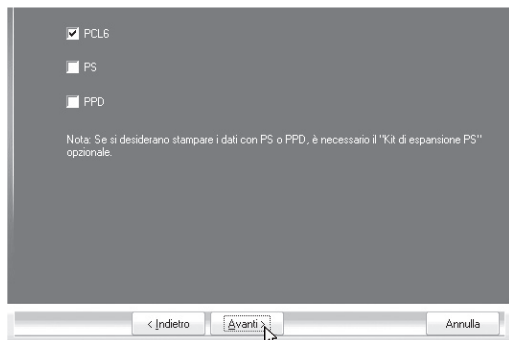 PCL6
PS
PPD
Nota: Se si desiderano stampare i dati con PS o PPD, è necessario il "Kit di espansione PS"
opzionale.
< Indietro
Avanti >
Annulla